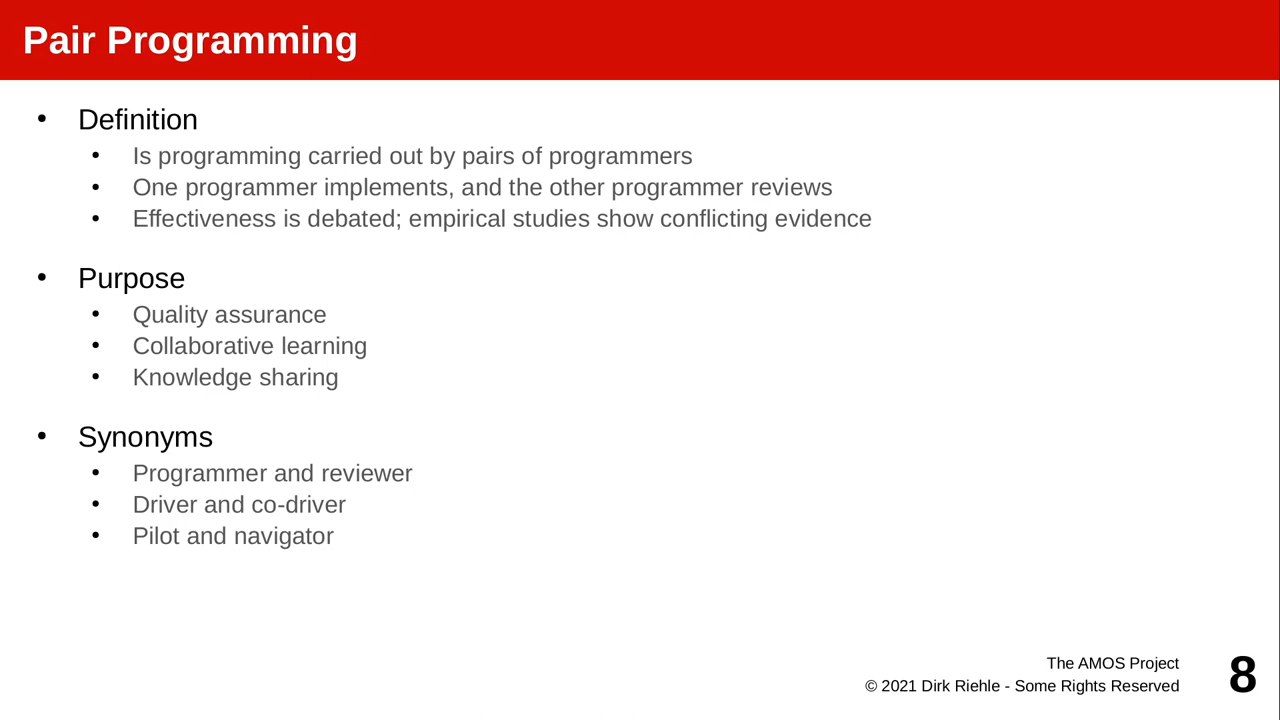 Pair Programming
• Definition
• Is programming carried out by pairs of programmers
• One programmer implements, and the other programmer reviews
• Effectiveness is debated; empirical studies show conflicting evidence
• Purpose
• Quality assurance
• Collaborative learning
• Knowledge sharing
• Synonyms
• Programmer and reviewer
• Driver and co-driver
• Pilot and navigator
The AMOS Project
© 2021 Dirk Riehle - Some Rights Reserved
8